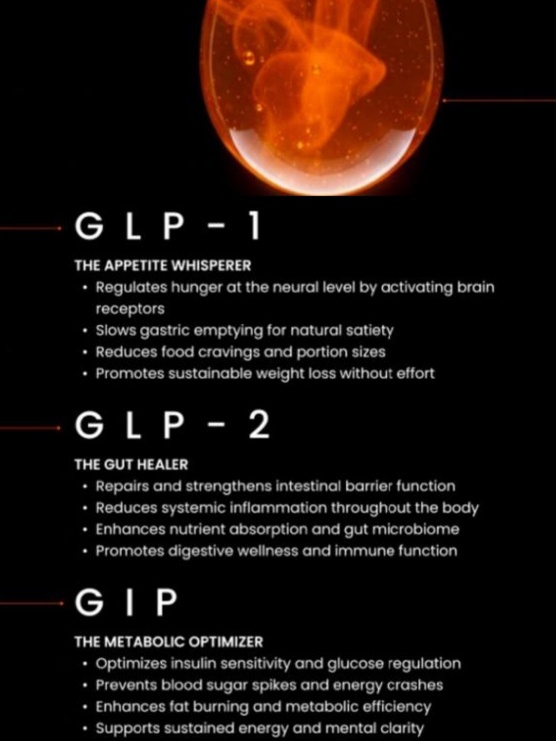 GLP-1
THE APPETITE WHISPERER
• Regulates hunger at the neural level by activating brain
receptors
• Slows gastric emptying for natural satiety
• Reduces food cravings and portion sizes
• Promotes sustainable weight loss without effort
GLP-2
THE GUT HEALER
• Repairs and strengthens intestinal barrier function
• Reduces systemic inflammation throughout the body
• Enhances nutrient absorption and gut microbiome
• Promotes digestive wellness and immune function
GIP
THE METABOLIC OPTIMIZER
• Optimizes insulin sensitivity and glucose regulation
• Prevents blood sugar spikes and energy crashes
• Enhances fat burning and metabolic efficiency
• Supports sustained energy and mental clarity